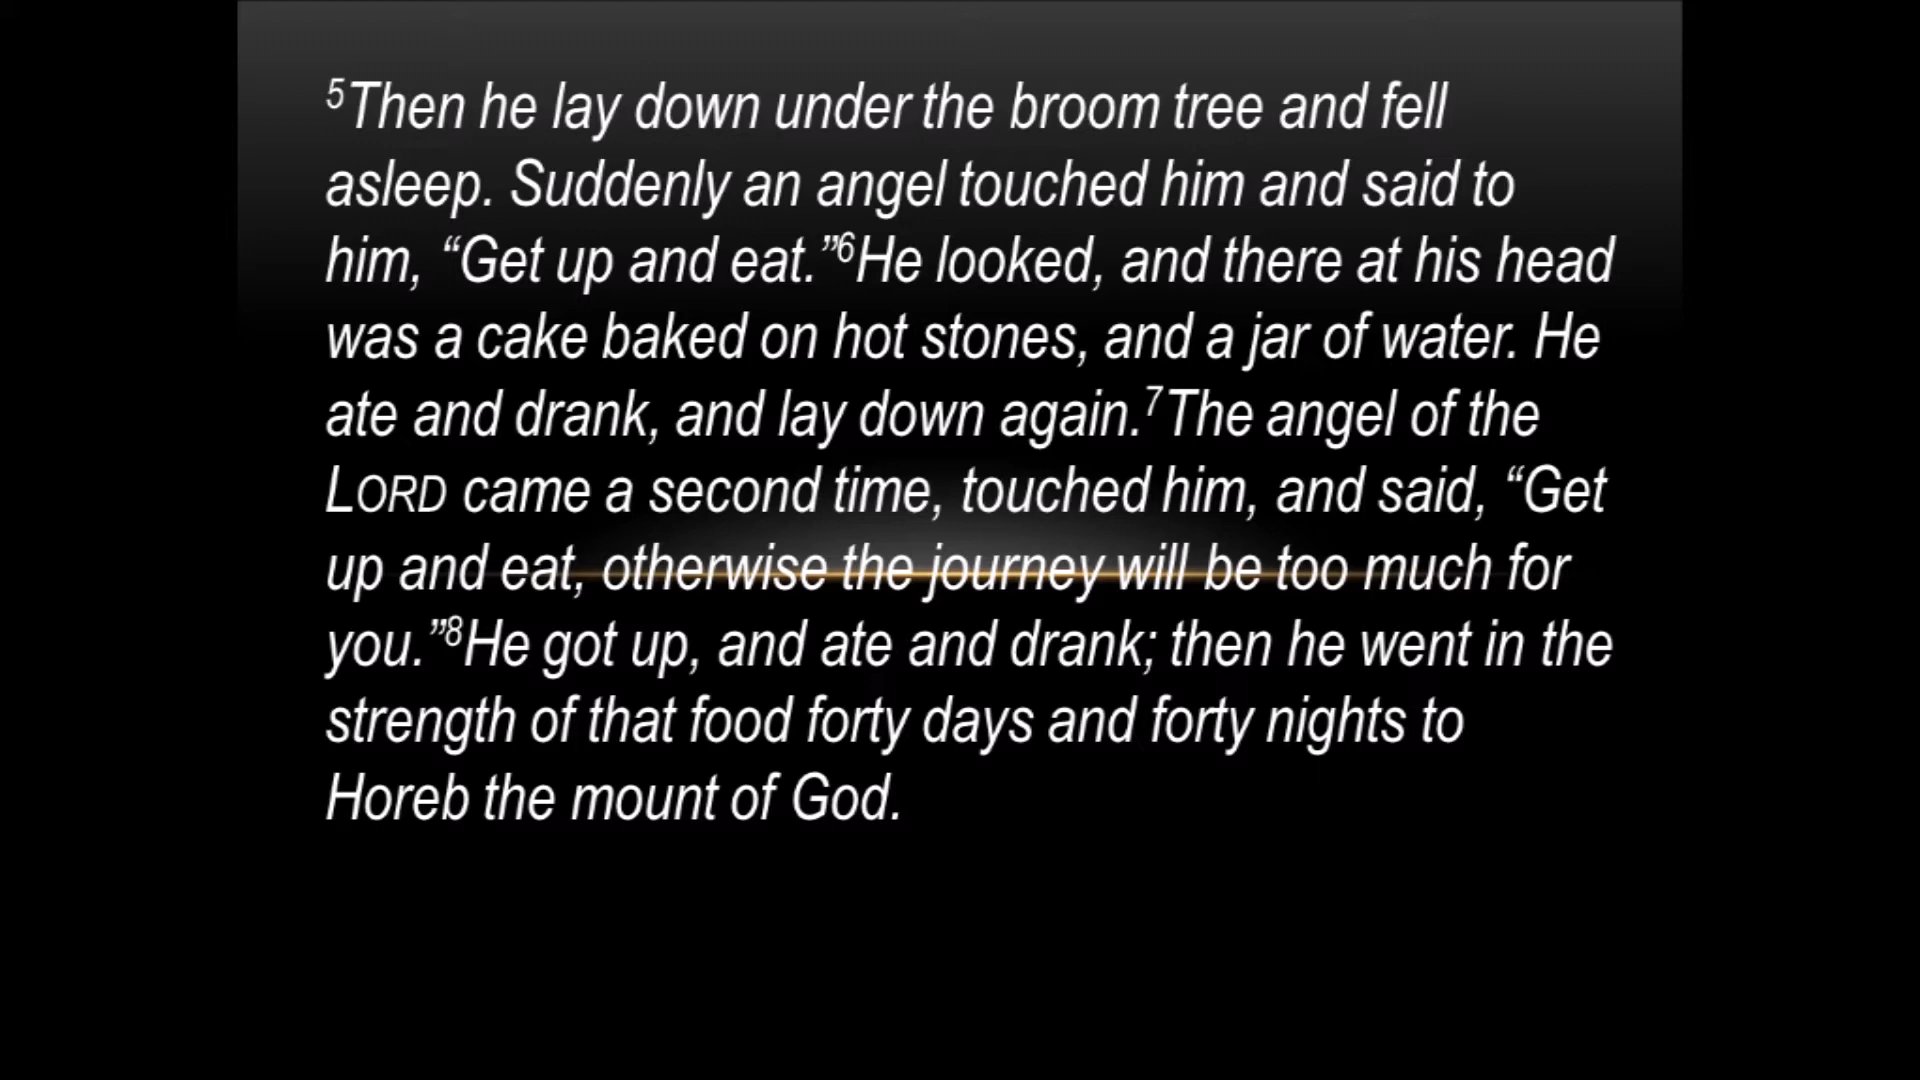 ⁵Then he lay down under the broom tree and fell
asleep. Suddenly an angel touched him and said to
him, “Get up and eat.”⁶He looked, and there at his head
was a cake baked on hot stones, and a jar of water. He
ate and drank, and lay down again.⁷The angel of the
LORD came a second time, touched him, and said, “Get
up and eat, otherwise the journey will be too much for
you.”⁸He got up, and ate and drank; then he went in the
strength of that food forty days and forty nights to
Horeb the mount of God.